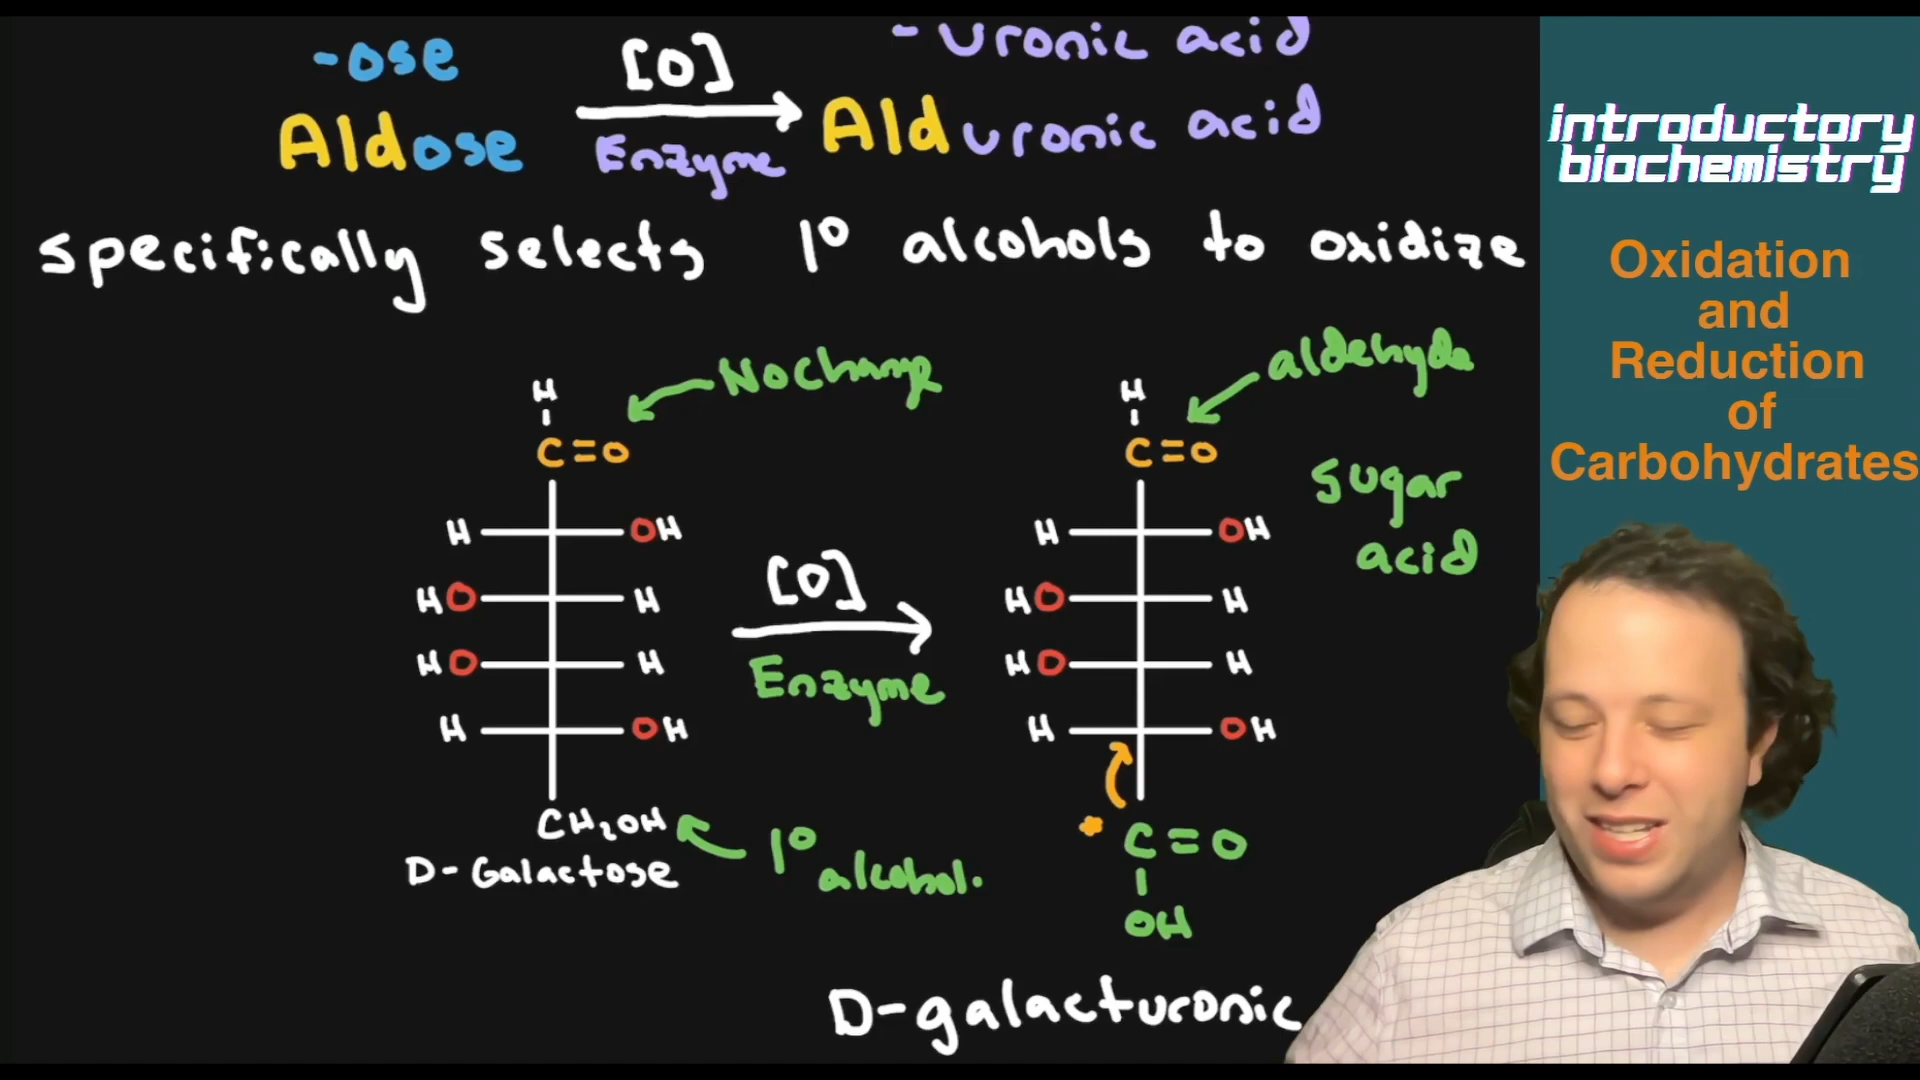 -ose [O] -uronic acid
Aldose Enzyme Alduronic acid
specifically selects 1° alcohols to oxidize
No change
aldehyde
H
C=O
H OH
HO H
HO H
H OH
CH₂OH
D-Galactose
1° alcohol.
[O]
Enzyme
H
C=O
sugar
acid
H OH
HO H
HO H
H OH
C=O
OH
D-galacturonic
introductory
biochemistry
Oxidation
and
Reduction
of
Carbohydrates